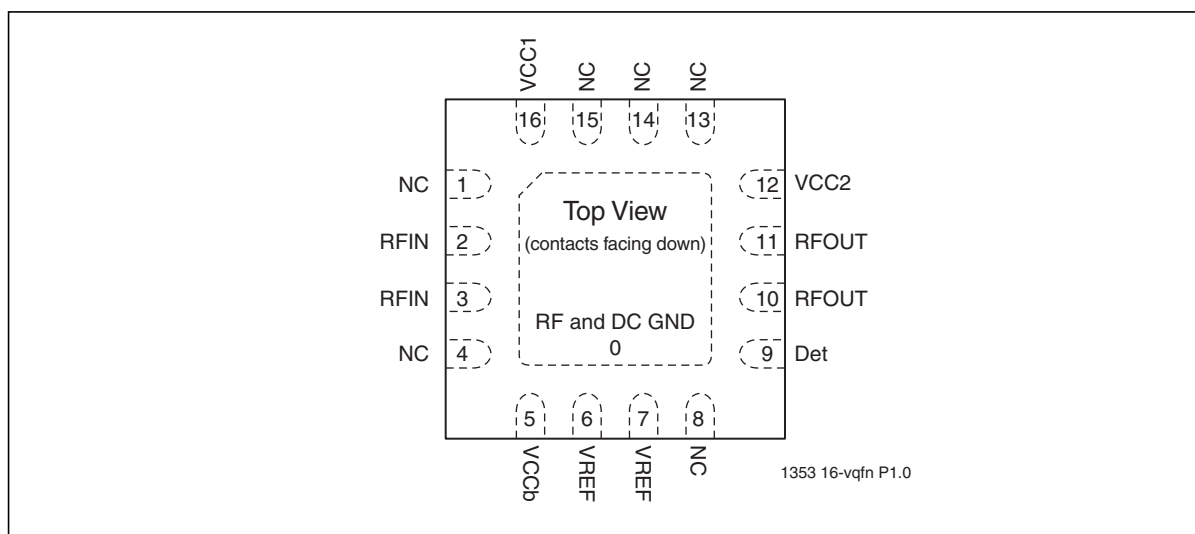 VCC1 NC NC NC
16 15 14 13
NC 1 12 VCC2
Top View
RFIN 2 (contacts facing down) 11 RFOUT
RFIN 3 10 RFOUT
RF and DC GND
0
NC 4 9 Det
5 6 7 8
VCCb VREF VREF NC
1353 16-vqfn P1.0